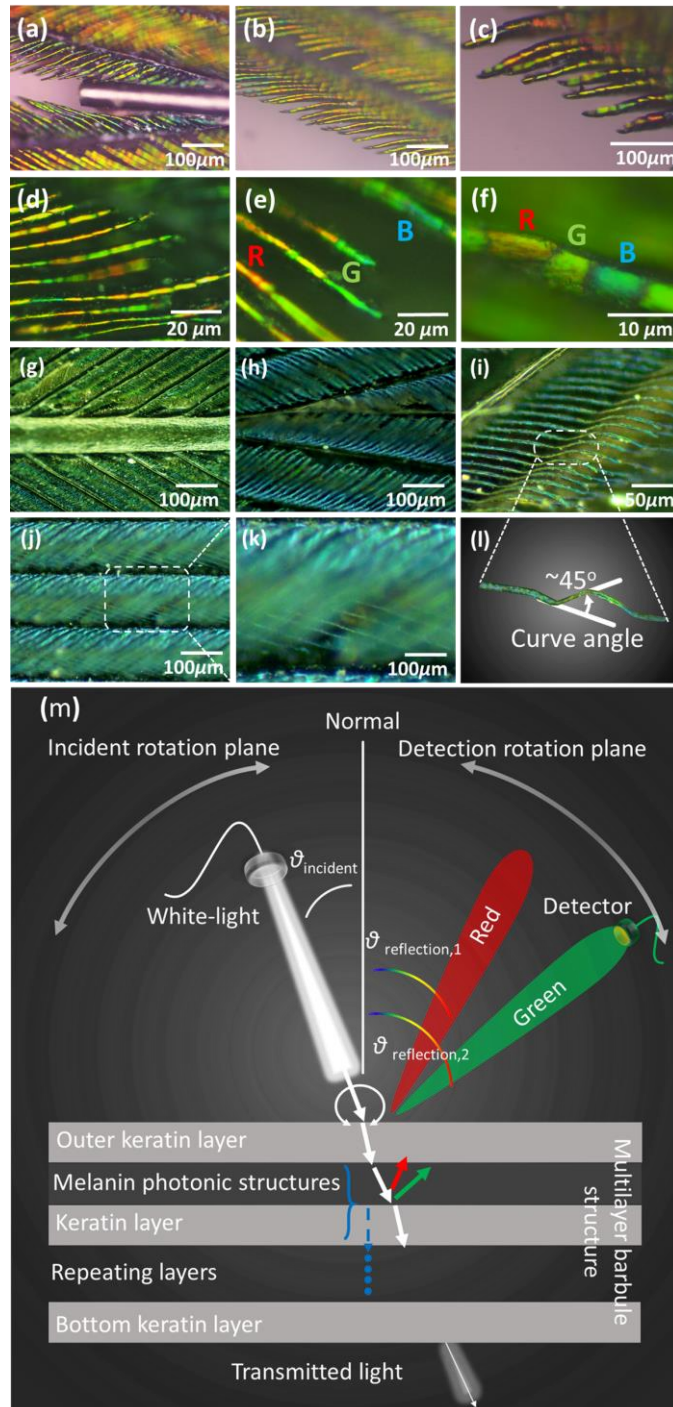 (a)
100μm
(b)
100μm
(c)
100μm
(d)
20 μm
(e)
R
G
B
20 μm
(f)
R
G
B
10 μm
(g)
100μm
(h)
100μm
(i)
50μm
(j)
100μm
(k)
100μm
(l)
~45°
Curve angle
(m)
Normal
Incident rotation plane
Detection rotation plane
ϑincident
White-light
Detector
Red
Green
ϑ reflection,1
ϑ reflection,2
Outer keratin layer
Melanin photonic structures
Keratin layer
Repeating layers
Bottom keratin layer
Multilayer barbule
structure
Transmitted light